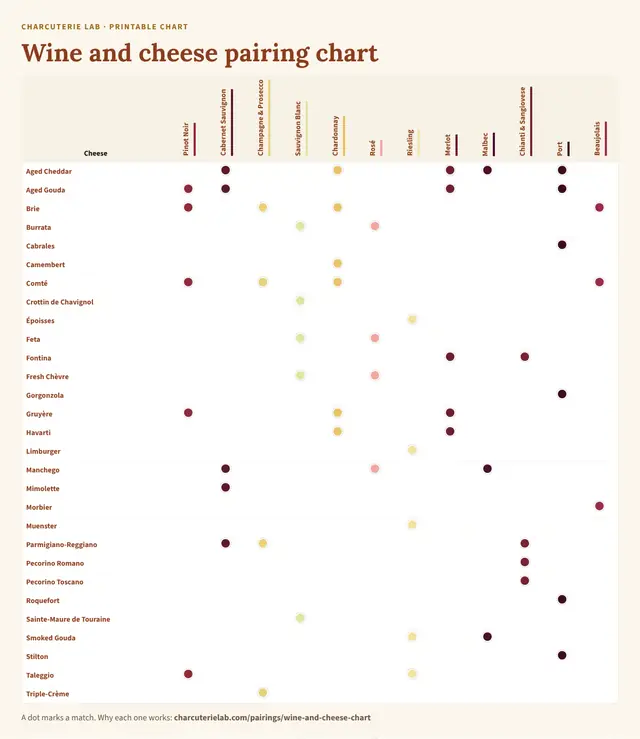 CHARCUTERIE LAB · PRINTABLE CHART
Wine and cheese pairing chart
Cheese
Pinot Noir
Cabernet Sauvignon
Champagne & Prosecco
Sauvignon Blanc
Chardonnay
Rosé
Riesling
Merlot
Malbec
Chianti & Sangiovese
Port
Beaujolais
Aged Cheddar
Aged Gouda
Brie
Burrata
Cabrales
Camembert
Comté
Crottin de Chavignol
Époisses
Feta
Fontina
Fresh Chèvre
Gorgonzola
Gruyère
Havarti
Limburger
Manchego
Mimolette
Morbier
Muenster
Parmigiano-Reggiano
Pecorino Romano
Pecorino Toscano
Roquefort
Sainte-Maure de Touraine
Smoked Gouda
Stilton
Taleggio
Triple-Crème
A dot marks a match. Why each one works: charcuterielab.com/pairings/wine-and-cheese-chart